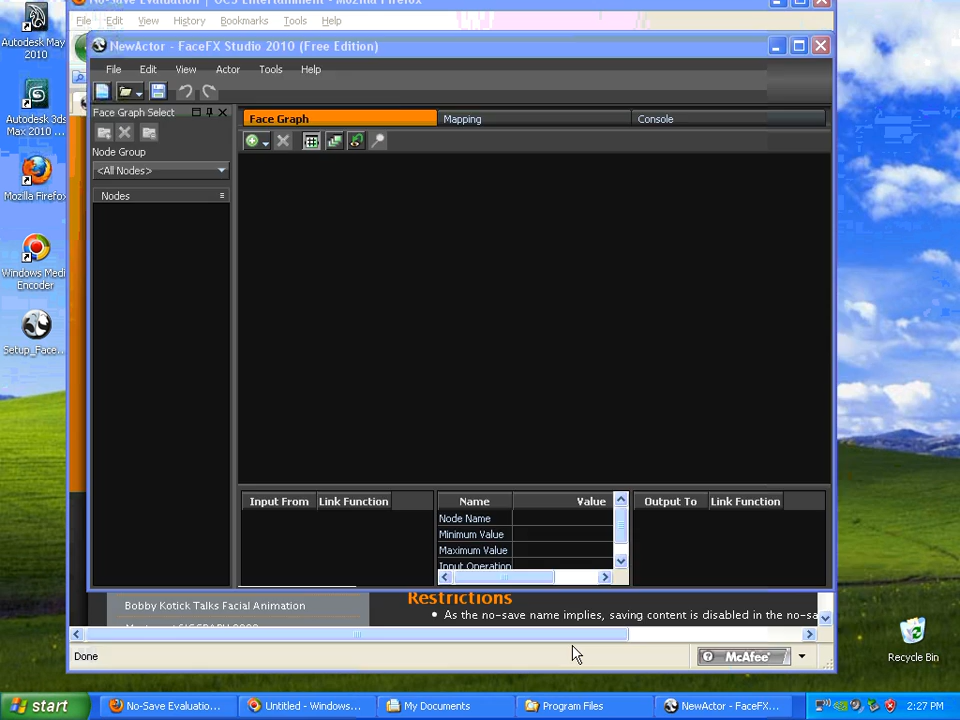 No-Save Evaluation | OC3 Entertainment - Mozilla Firefox
File Edit View History Bookmarks Tools Help
NewActor - FaceFX Studio 2010 (Free Edition)
File Edit View Actor Tools Help
Face Graph Select
Face Graph
Mapping
Console
Node Group
<All Nodes>
Nodes
Input From
Link Function
Name
Value
Output To
Link Function
Node Name
Minimum Value
Maximum Value
Input Operation
Bobby Kotick Talks Facial Animation
Restrictions
As the no-save name implies, saving content is disabled in the no-sa
Done
McAfee
Autodesk May
2010
Autodesk 3ds
Max 2010 ...
Mozilla Firefox
Windows Medi
Encoder
Setup_Face...
Recycle Bin
start
No-Save Evaluatio...
Untitled - Windows...
My Documents
Program Files
NewActor - FaceFX...
2:27 PM